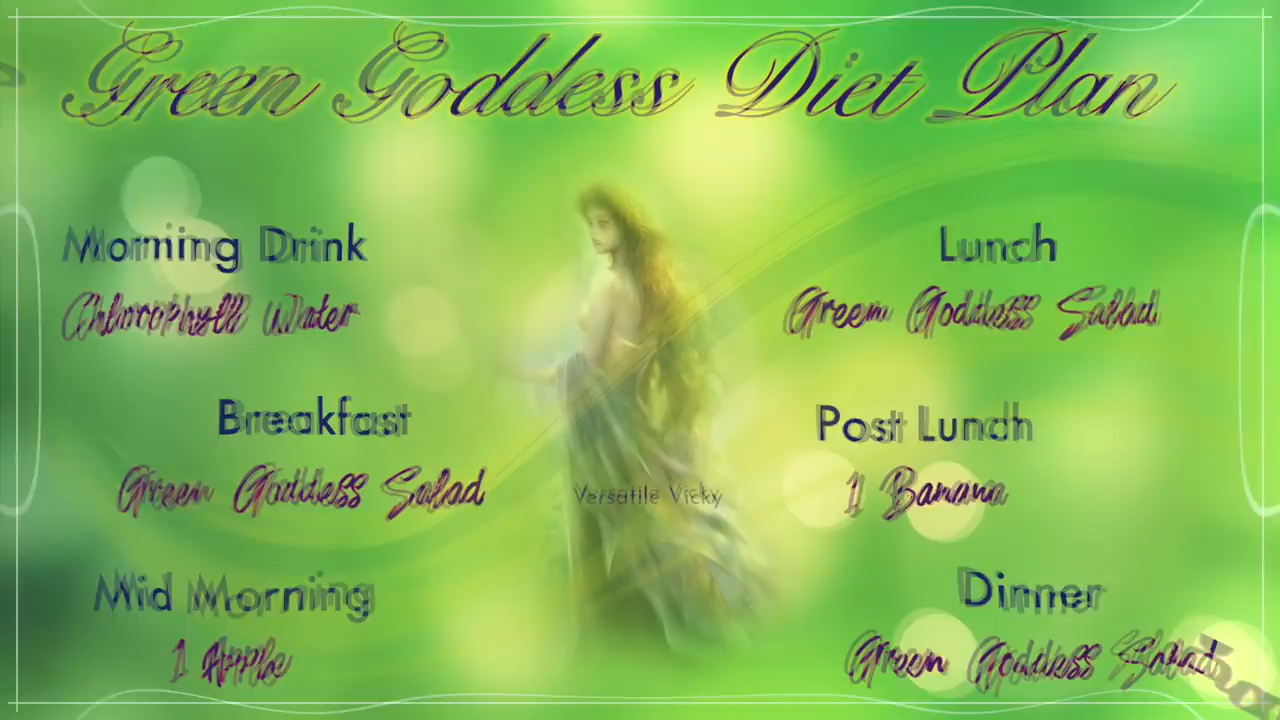 Green Goddess Diet Plan
Morning Drink
Chlorophyll Water
Breakfast
Green Goddess Salad
Mid Morning
1 Apple
Lunch
Green Goddess Salad
Post Lunch
1 Banana
Dinner
Green Goddess Salad
Versatile Vicky